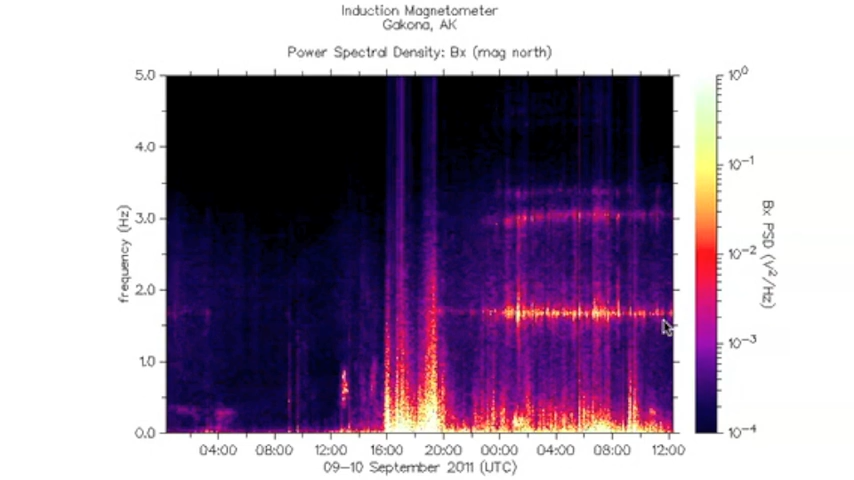 Induction Magnetometer
Gakona, AK
Power Spectral Density: Bx (mag north)
5.0
4.0
3.0
2.0
1.0
0.0
frequency (Hz)
04:00 08:00 12:00 16:00 20:00 00:00 04:00 08:00 12:00
09-10 September 2011 (UTC)
10⁰
10⁻¹
10⁻²
10⁻³
10⁻⁴
Bx PSD (V²/Hz)